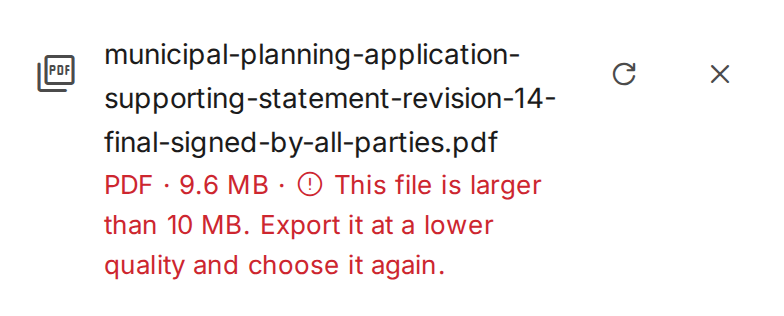 PDF
municipal-planning-application-
supporting-statement-revision-14-
final-signed-by-all-parties.pdf
PDF · 9.6 MB · This file is larger
than 10 MB. Export it at a lower
quality and choose it again.